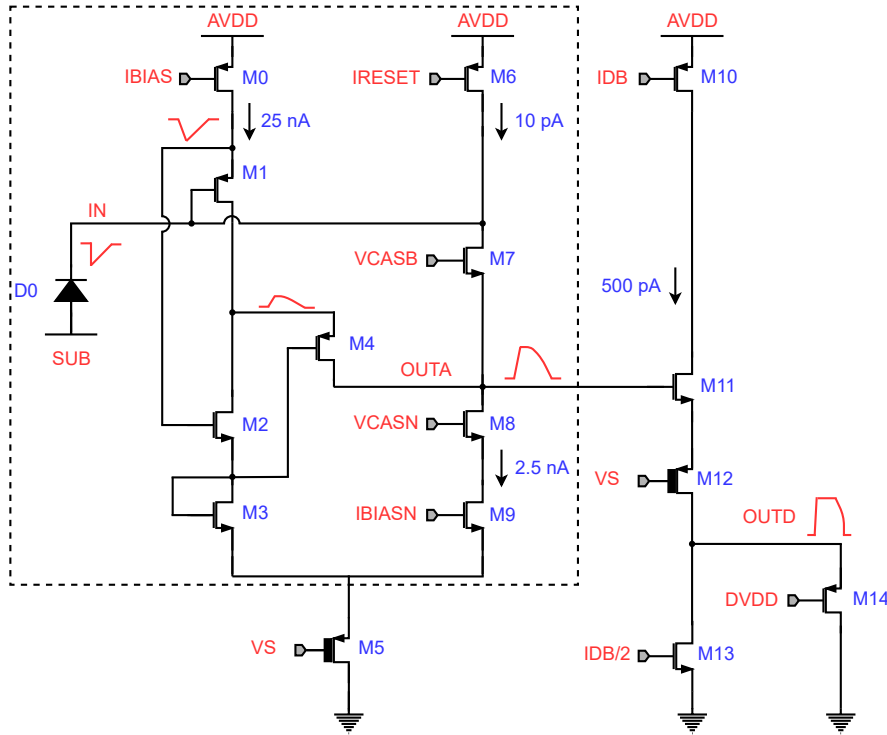 AVDD
AVDD
AVDD
IBIAS
M0
IRESET
M6
IDB
M10
25 nA
10 pA
M1
IN
VCASB
M7
D0
500 pA
SUB
M4
OUTA
M11
M2
VCASN
M8
2.5 nA
VS
M12
M3
IBIASN
M9
OUTD
DVDD
M14
VS
M5
IDB/2
M13